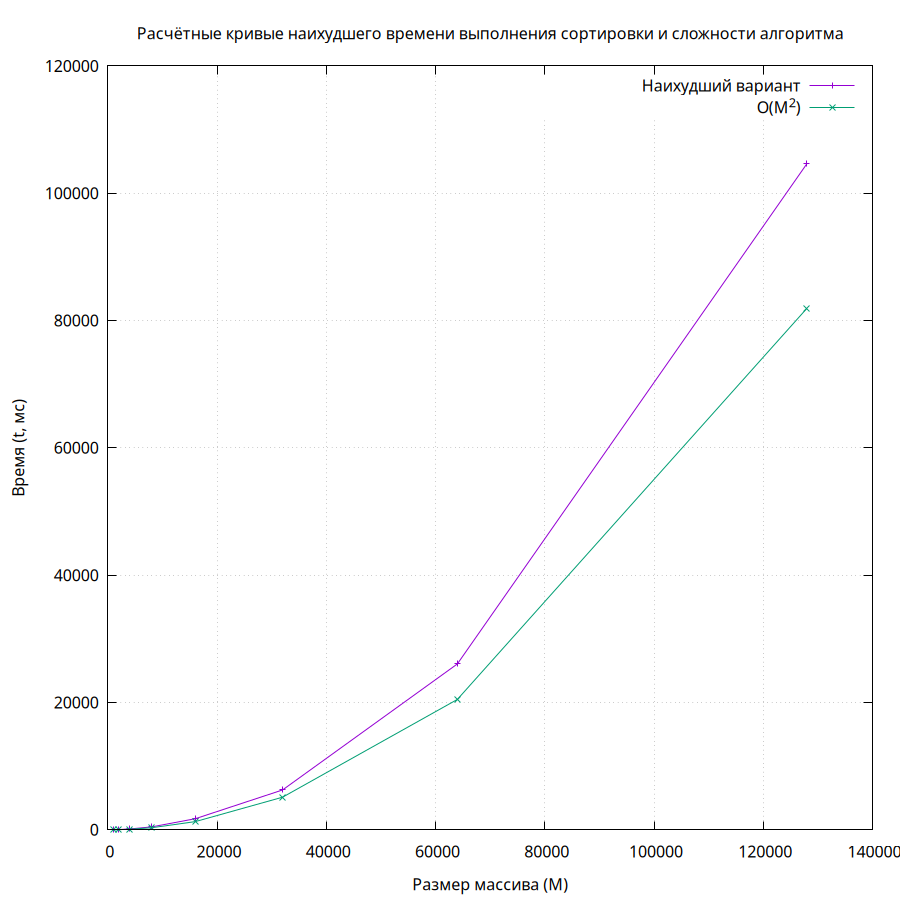 Расчётные кривые наихудшего времени выполнения сортировки и сложности алгоритма
Наихудший вариант
O(M²)
120000
100000
80000
60000
40000
20000
0
Время (t, мс)
0 20000 40000 60000 80000 100000 120000 140000
Размер массива (M)